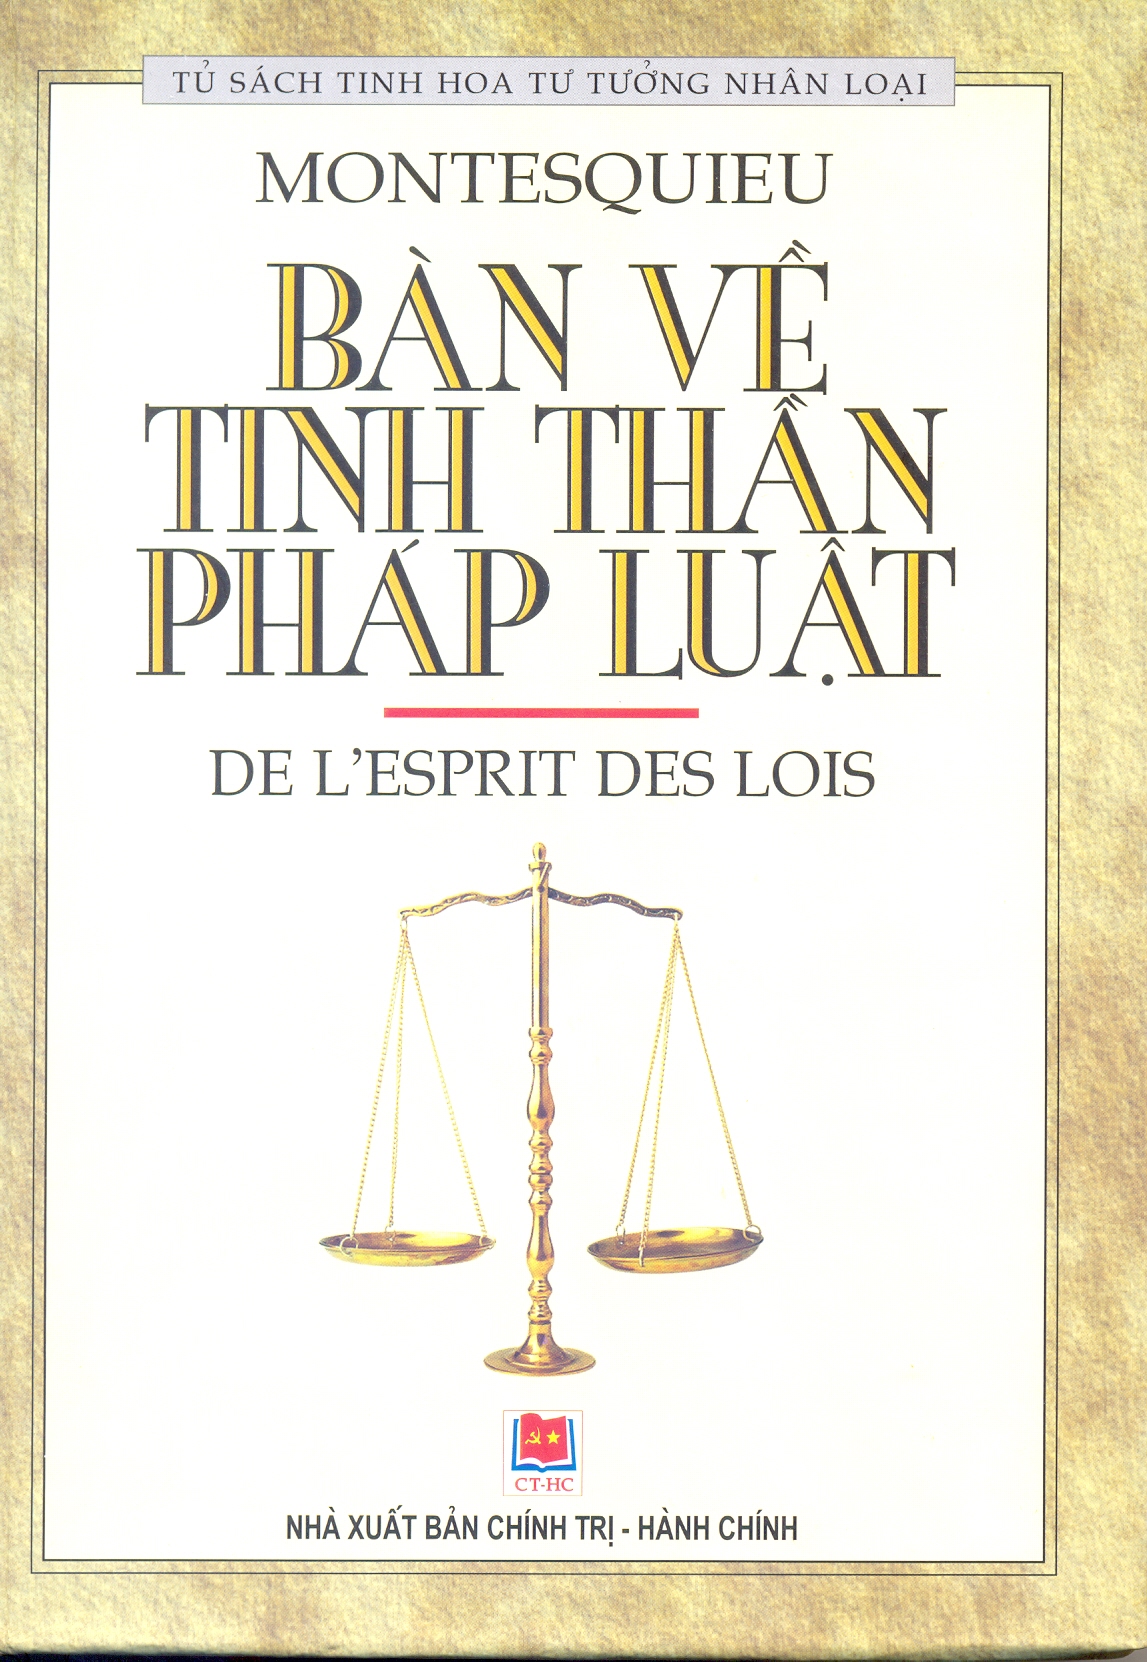 TỦ SÁCH TINH HOA TƯ TƯỞNG NHÂN LOẠI
MONTESQUIEU
BÀN VỀ
TINH THẦN
PHÁP LUẬT
DE L’ESPRIT DES LOIS
CT-HC
NHÀ XUẤT BẢN CHÍNH TRỊ - HÀNH CHÍNH